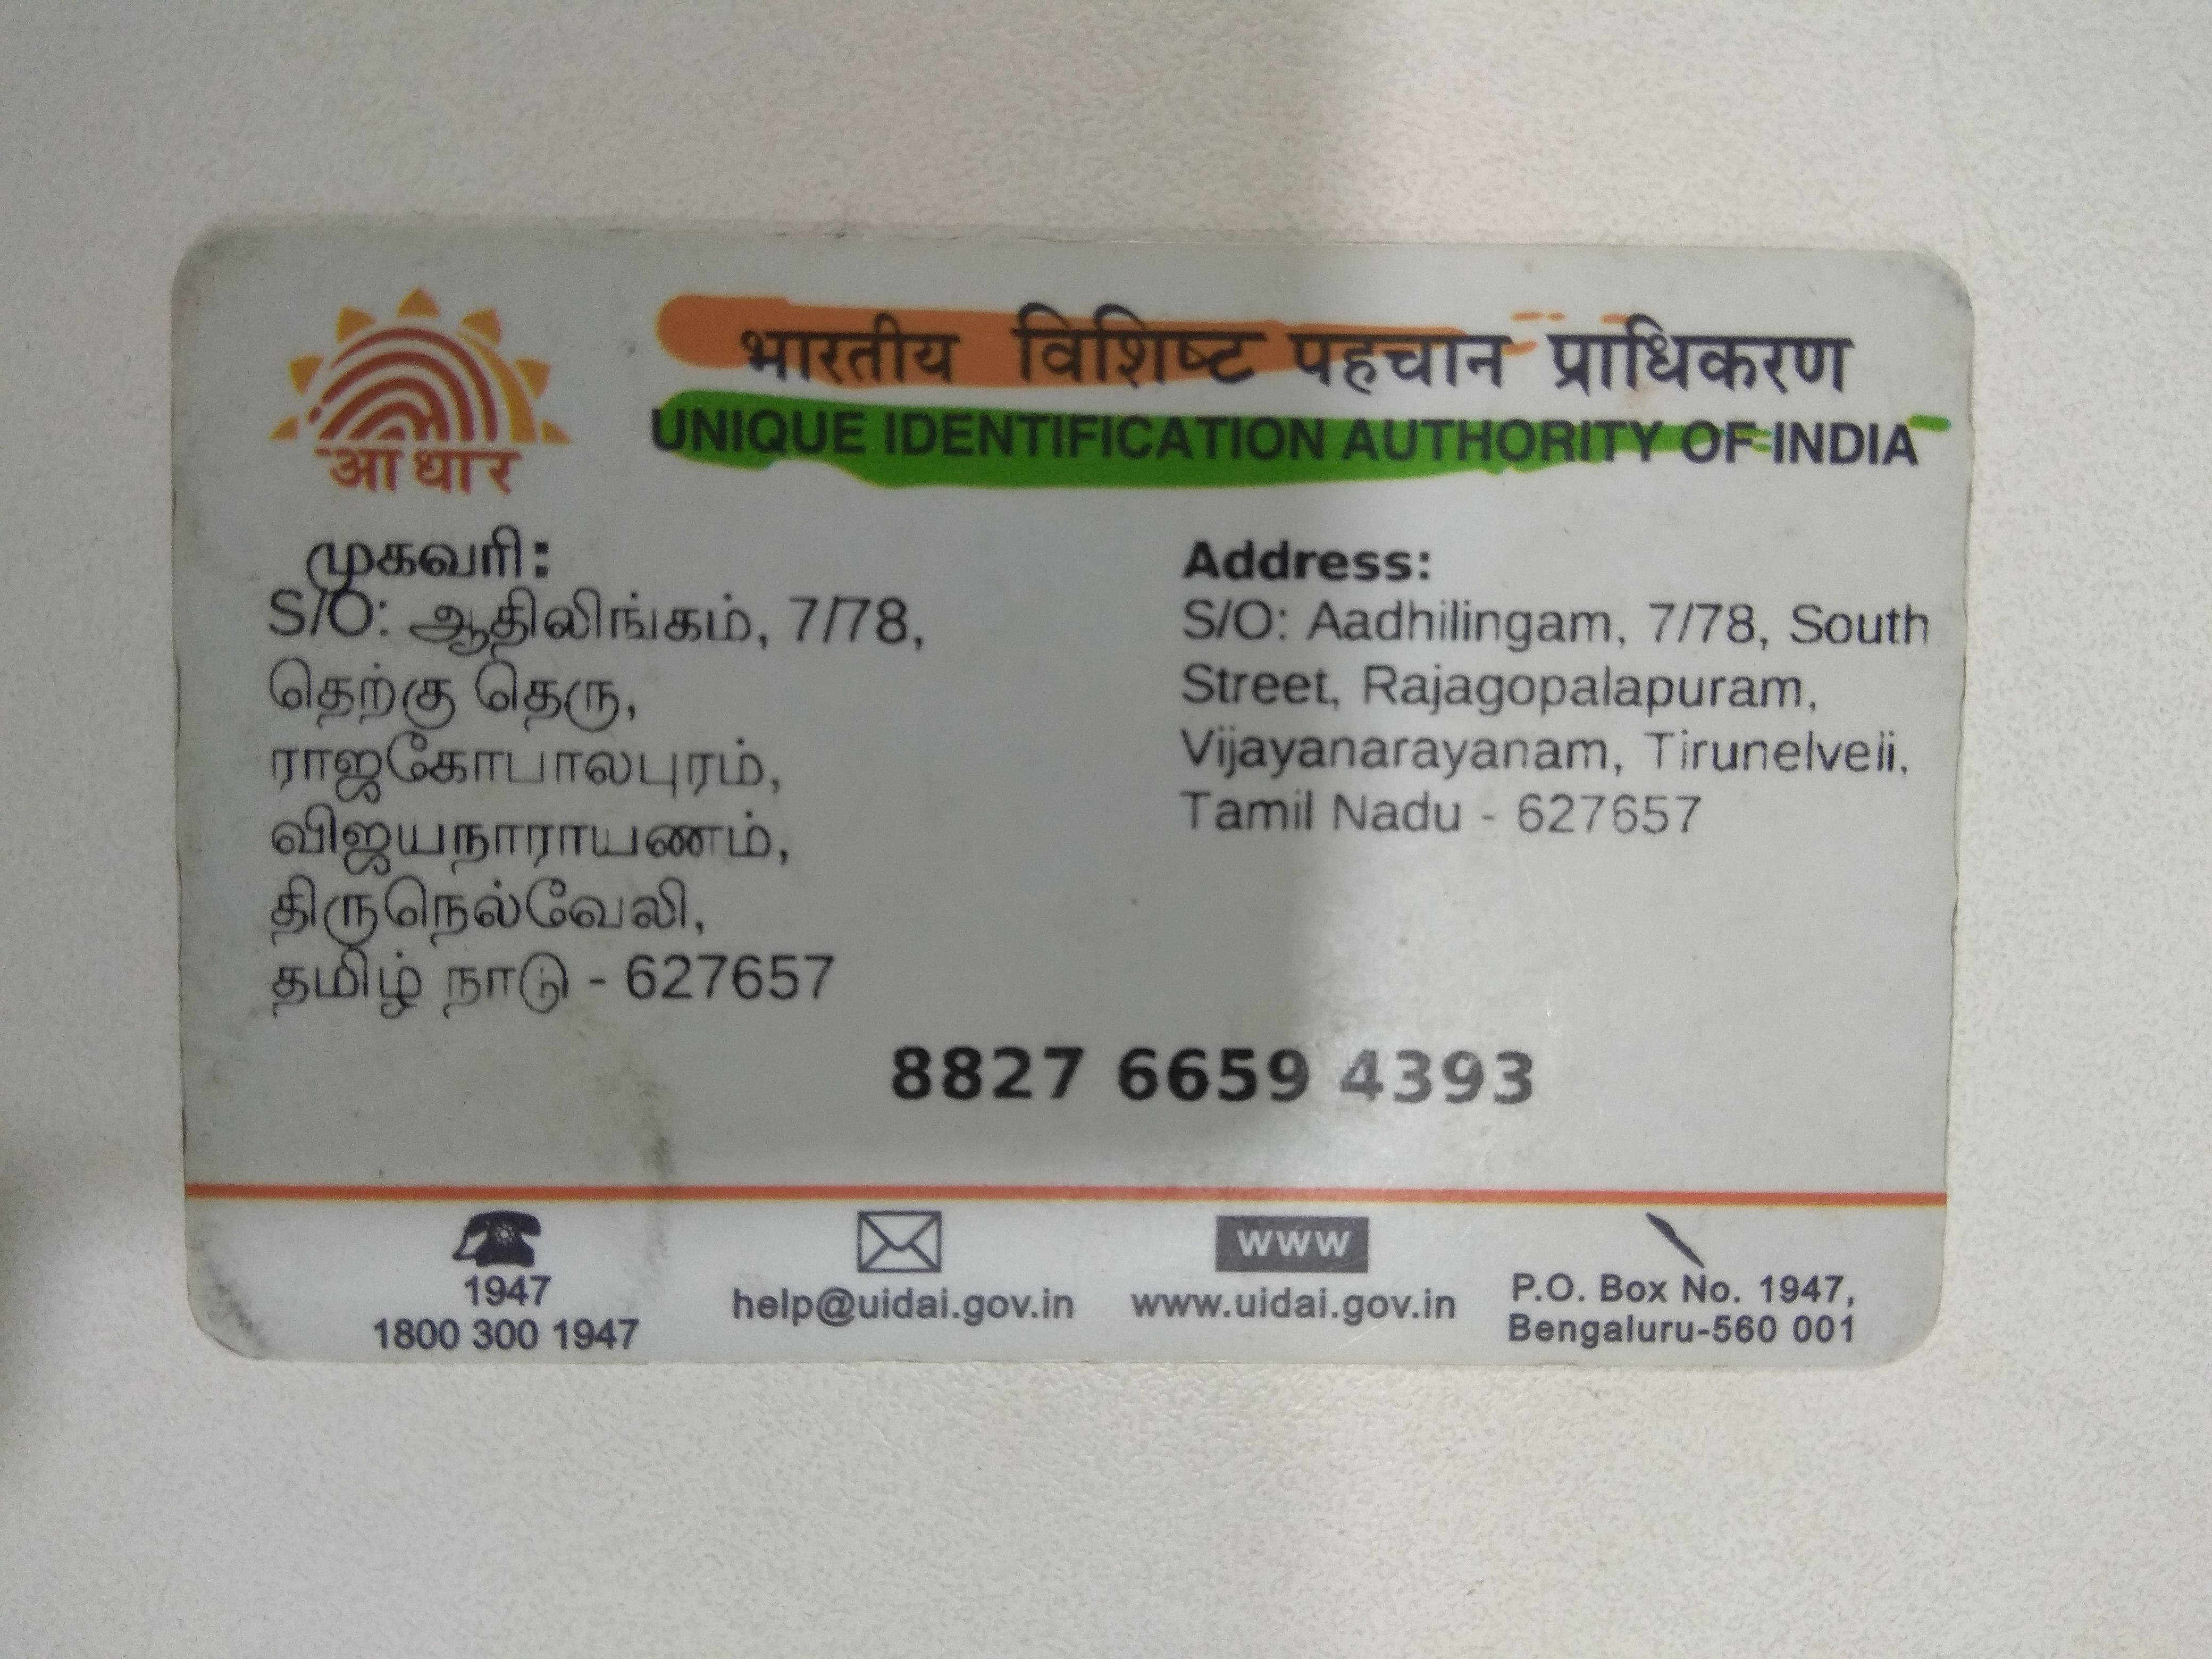 भारतीय विशिष्ट पहचान प्राधिकरण
UNIQUE IDENTIFICATION AUTHORITY OF INDIA
आधार
முகவரி:
S/O: ஆதிலிங்கம், 7/78,
தெற்கு தெரு,
ராஜகோபாலபுரம்,
விஜயநாராயணம்,
திருநெல்வேலி,
தமிழ் நாடு - 627657
Address:
S/O: Aadhilingam, 7/78, South
Street, Rajagopalapuram,
Vijayanarayanam, Tirunelveli,
Tamil Nadu - 627657
8827 6659 4393
1947
1800 300 1947
help@uidai.gov.in
www
www.uidai.gov.in
P.O. Box No. 1947,
Bengaluru-560 001